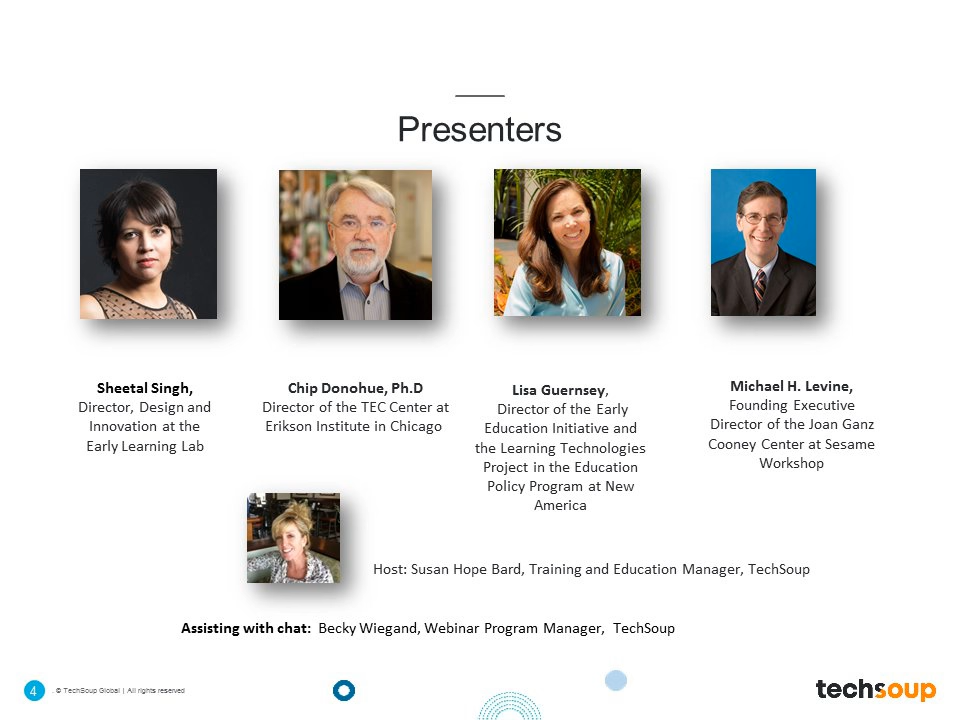 Presenters
Sheetal Singh,
Director, Design and
Innovation at the
Early Learning Lab
Chip Donohue, Ph.D
Director of the TEC Center at
Erikson Institute in Chicago
Lisa Guernsey,
Director of the Early
Education Initiative and
the Learning Technologies
Project in the Education
Policy Program at New
America
Michael H. Levine,
Founding Executive
Director of the Joan Ganz
Cooney Center at Sesame
Workshop
Host: Susan Hope Bard, Training and Education Manager, TechSoup
Assisting with chat: Becky Wiegand, Webinar Program Manager, TechSoup
4
© TechSoup Global | All rights reserved
techsoup